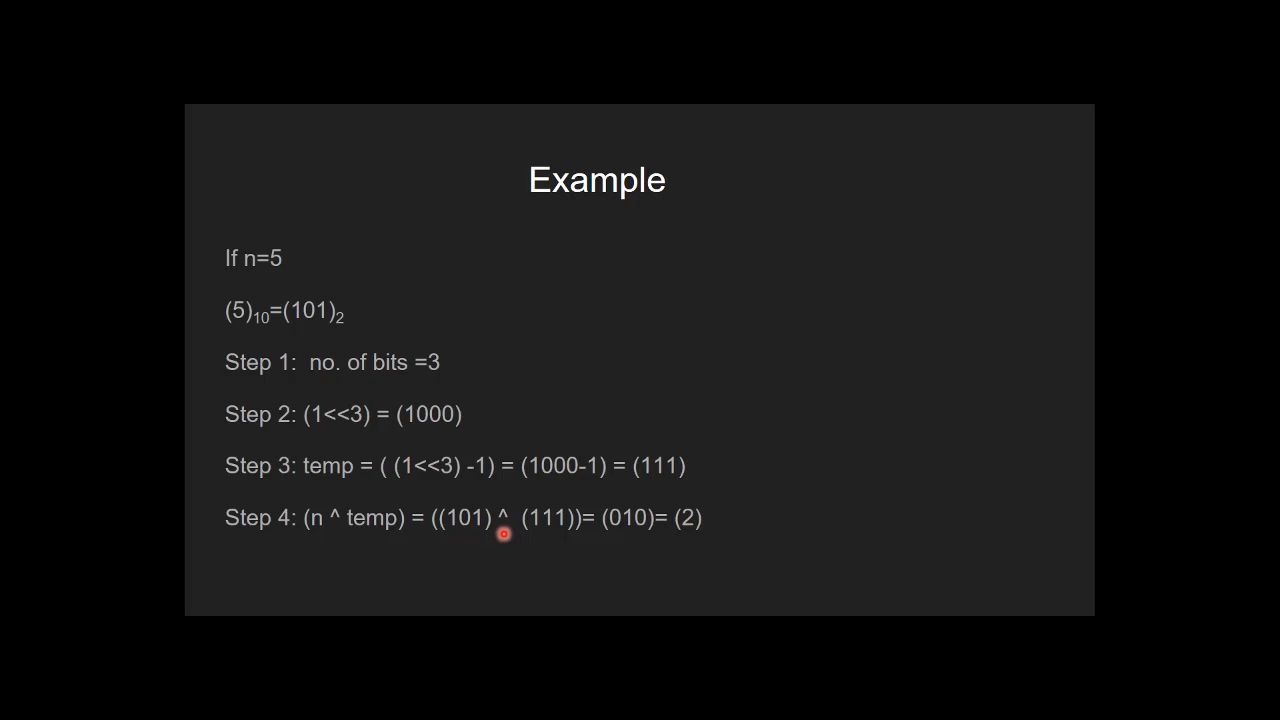 Example
If n=5
(5)₁₀=(101)₂
Step 1:  no. of bits =3
Step 2: (1<<3) = (1000)
Step 3: temp = ( (1<<3) -1) = (1000-1) = (111)
Step 4: (n ^ temp) = ((101) ^  (111))= (010)= (2)